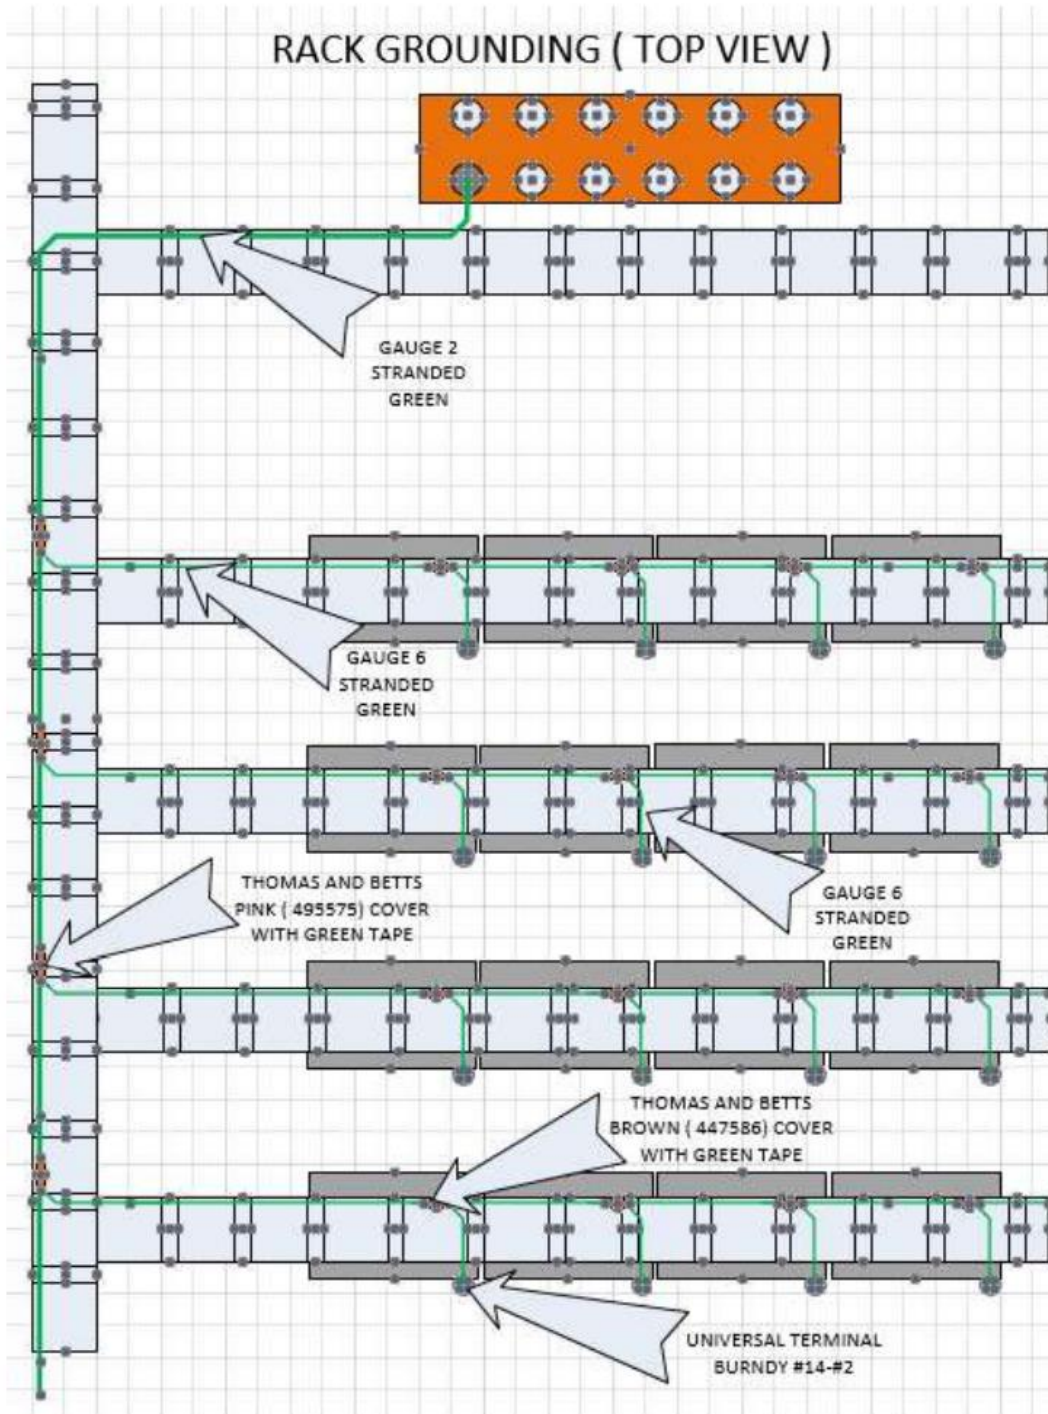 RACK GROUNDING ( TOP VIEW )
GAUGE 2
STRANDED
GREEN
GAUGE 6
STRANDED
GREEN
THOMAS AND BETTS
PINK ( 495575) COVER
WITH GREEN TAPE
GAUGE 6
STRANDED
GREEN
THOMAS AND BETTS
BROWN ( 447586) COVER
WITH GREEN TAPE
UNIVERSAL TERMINAL
BURNDY #14-#2